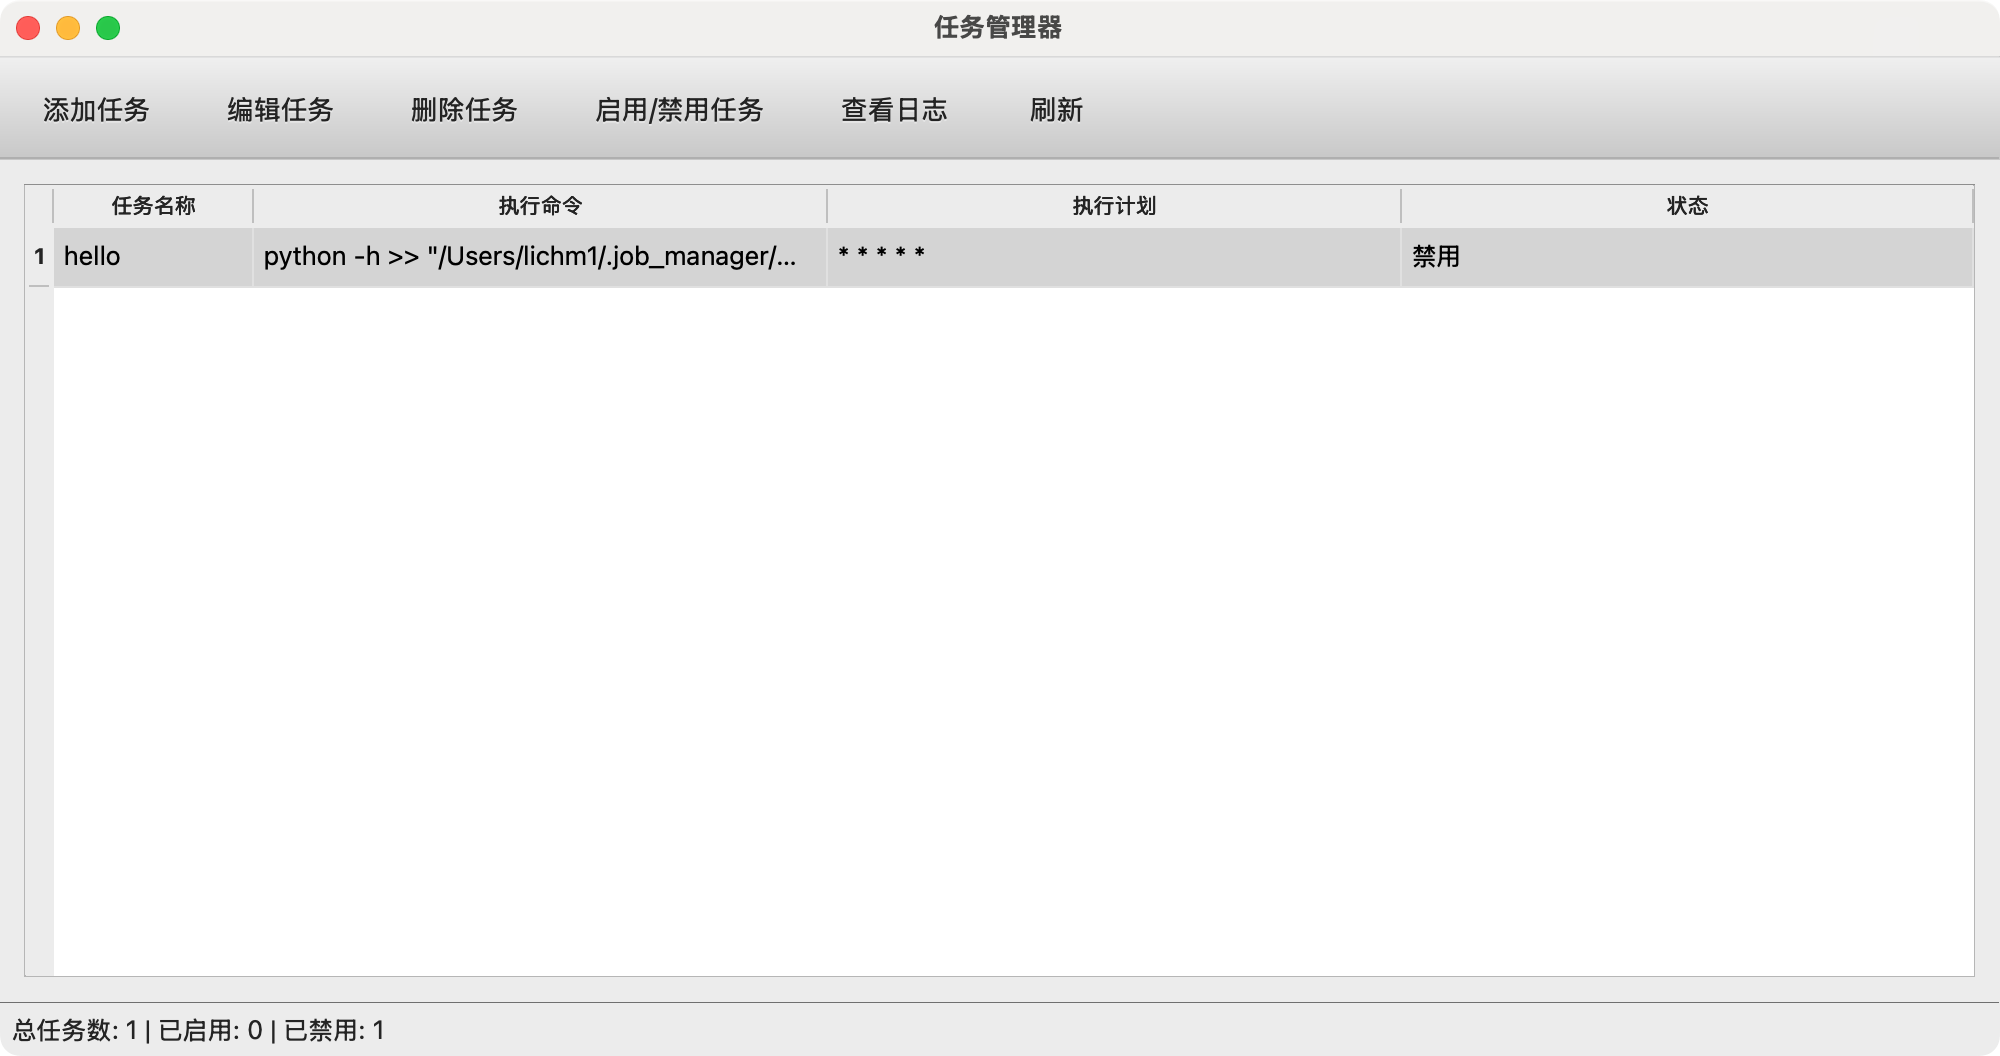 任务管理器
添加任务 编辑任务 删除任务 启用/禁用任务 查看日志 刷新
任务名称 执行命令 执行计划 状态
1 hello python -h >> "/Users/lichm1/.job_manager/... * * * * * 禁用
总任务数: 1 | 已启用: 0 | 已禁用: 1